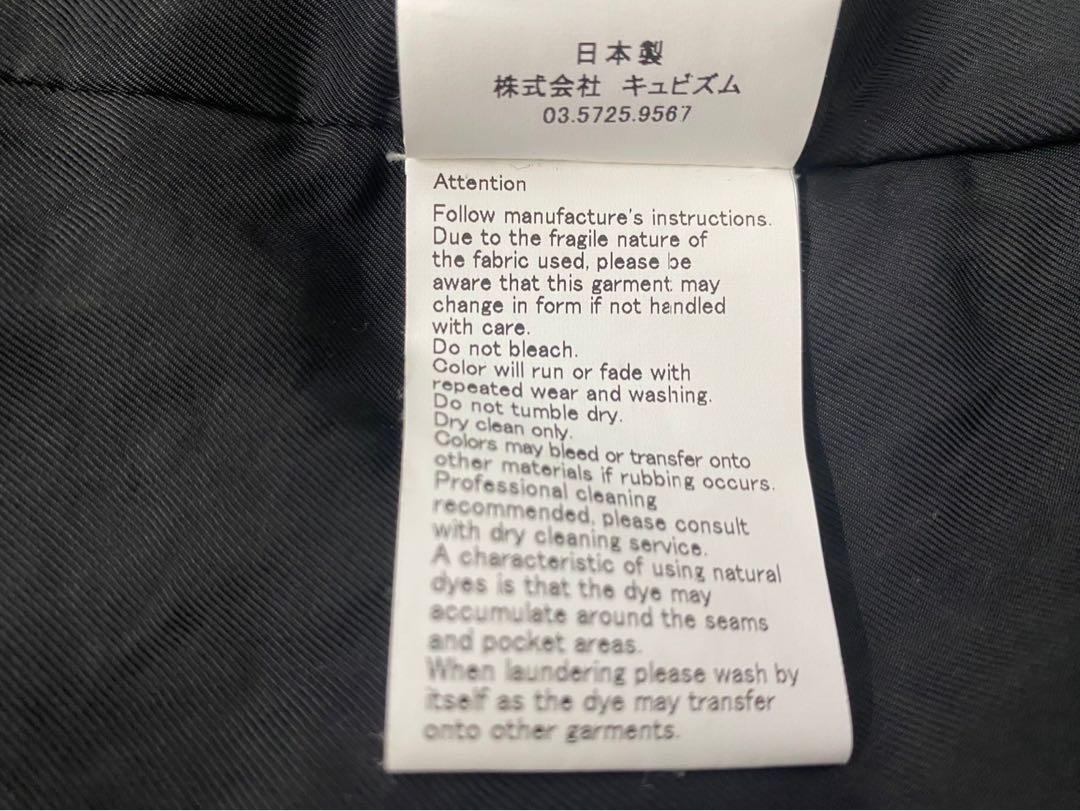 日本製
株式会社 キュビズム
03.5725.9567
Attention
Follow manufacture's instructions.
Due to the fragile nature of
the fabric used, please be
aware that this garment may
change in form if not handled
with care.
Do not bleach.
Color will run or fade with
repeated wear and washing.
Do not tumble dry.
Dry clean only.
Colors may bleed or transfer onto
other materials if rubbing occurs.
Professional cleaning
recommended, please consult
with dry cleaning service.
A characteristic of using natural
dyes is that the dye may
accumulate around the seams
and pocket areas.
When laundering please wash by
itself as the dye may transfer
onto other garments.